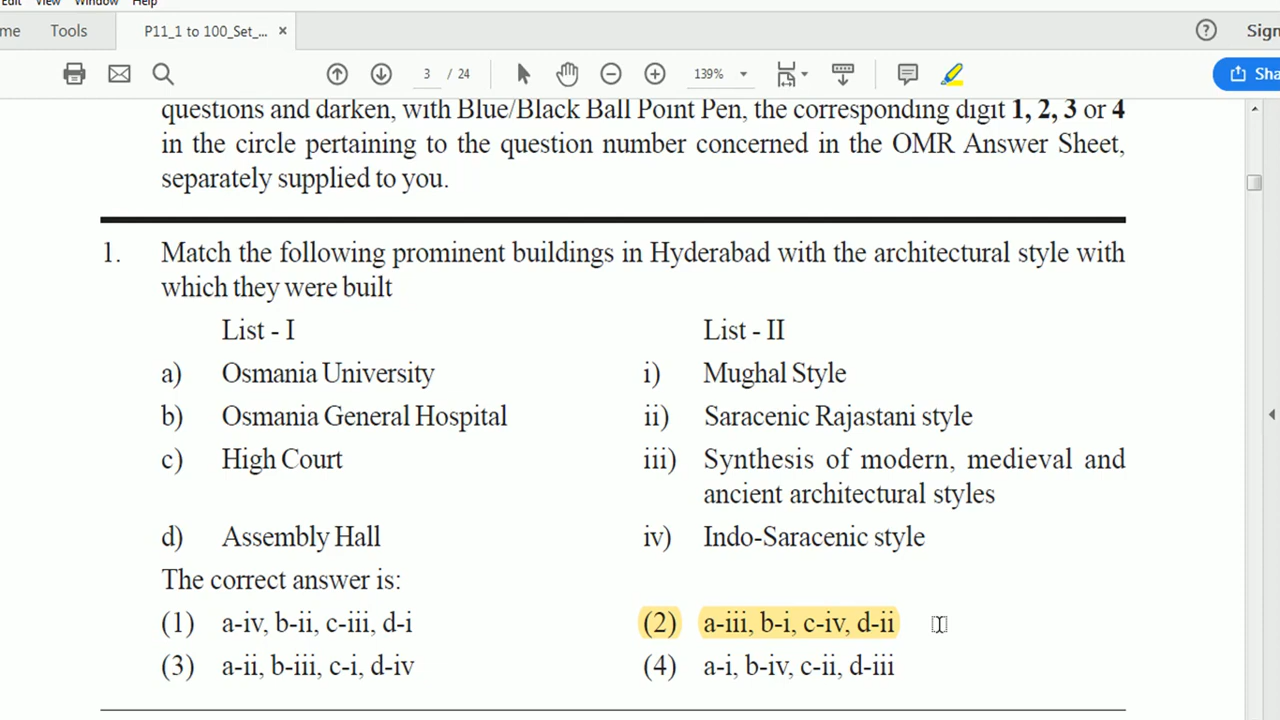 Edit View Window Help
me Tools P11_1 to 100_Set_... × ? Sign
3 / 24 139% Sha
questions and darken, with Blue/Black Ball Point Pen, the corresponding digit 1, 2, 3 or 4
in the circle pertaining to the question number concerned in the OMR Answer Sheet,
separately supplied to you.
1. Match the following prominent buildings in Hyderabad with the architectural style with
which they were built
List - I List - II
a) Osmania University i) Mughal Style
b) Osmania General Hospital ii) Saracenic Rajastani style
c) High Court iii) Synthesis of modern, medieval and
ancient architectural styles
d) Assembly Hall iv) Indo-Saracenic style
The correct answer is:
(1) a-iv, b-ii, c-iii, d-i (2) a-iii, b-i, c-iv, d-ii
(3) a-ii, b-iii, c-i, d-iv (4) a-i, b-iv, c-ii, d-iii